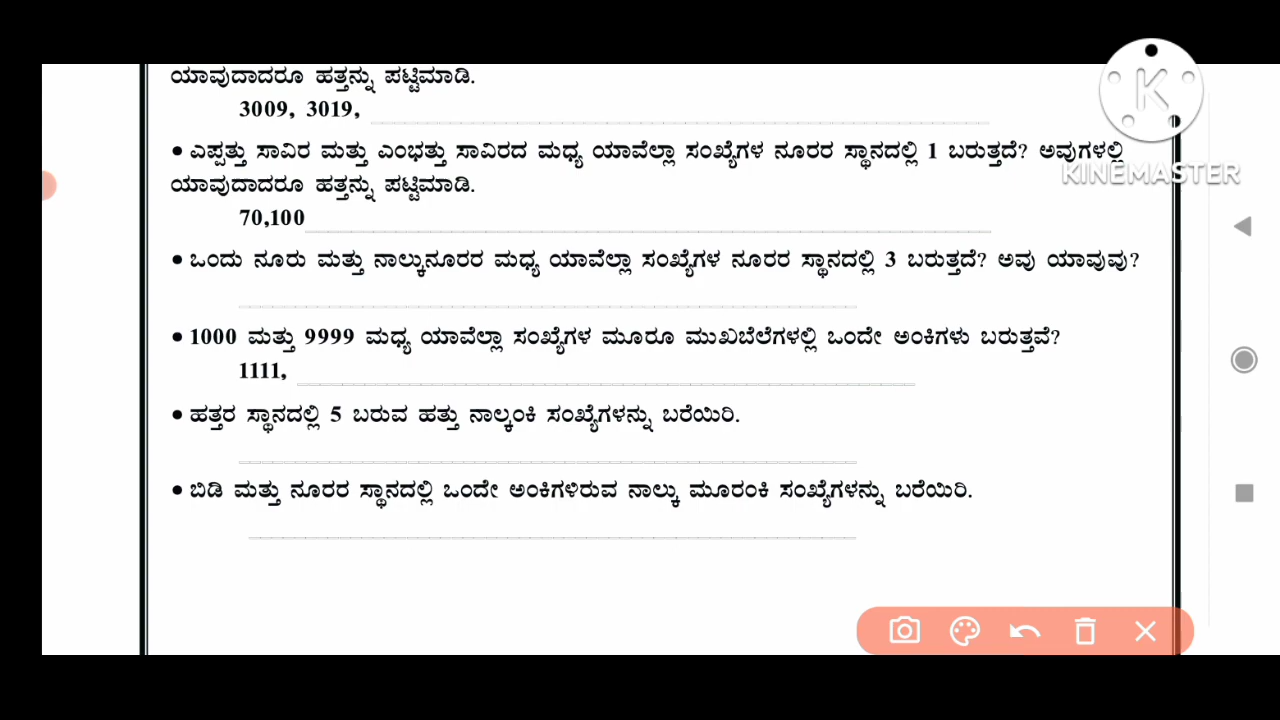 ಯಾವುದಾದರೂ ಹತ್ತನ್ನು ಪಟ್ಟಿಮಾಡಿ.
3009, 3019,
• ಎಪ್ಪತ್ತು ಸಾವಿರ ಮತ್ತು ಎಂಭತ್ತು ಸಾವಿರದ ಮಧ್ಯ ಯಾವೆಲ್ಲಾ ಸಂಖ್ಯೆಗಳ ನೂರರ ಸ್ಥಾನದಲ್ಲಿ 1 ಬರುತ್ತದೆ? ಅವುಗಳಲ್ಲಿ
ಯಾವುದಾದರೂ ಹತ್ತನ್ನು ಪಟ್ಟಿಮಾಡಿ.
70,100
• ಒಂದು ನೂರು ಮತ್ತು ನಾಲ್ಕುನೂರರ ಮಧ್ಯ ಯಾವೆಲ್ಲಾ ಸಂಖ್ಯೆಗಳ ನೂರರ ಸ್ಥಾನದಲ್ಲಿ 3 ಬರುತ್ತದೆ? ಅವು ಯಾವುವು?
• 1000 ಮತ್ತು 9999 ಮಧ್ಯ ಯಾವೆಲ್ಲಾ ಸಂಖ್ಯೆಗಳ ಮೂರೂ ಮುಖಬೆಲೆಗಳಲ್ಲಿ ಒಂದೇ ಅಂಕಿಗಳು ಬರುತ್ತವೆ?
1111,
• ಹತ್ತರ ಸ್ಥಾನದಲ್ಲಿ 5 ಬರುವ ಹತ್ತು ನಾಲ್ಕಂಕಿ ಸಂಖ್ಯೆಗಳನ್ನು ಬರೆಯಿರಿ.
• ಬಿಡಿ ಮತ್ತು ನೂರರ ಸ್ಥಾನದಲ್ಲಿ ಒಂದೇ ಅಂಕಿಗಳಿರುವ ನಾಲ್ಕು ಮೂರಂಕಿ ಸಂಖ್ಯೆಗಳನ್ನು ಬರೆಯಿರಿ.
K
KINEMASTER